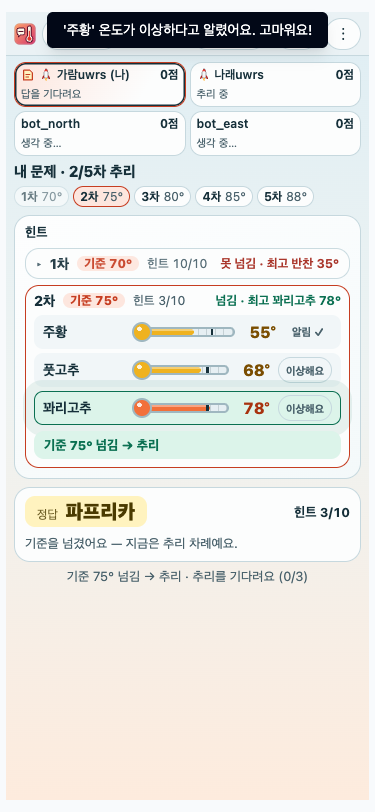 '주황' 온도가 이상하다고 알렸어요. 고마워요!
가람uwrs (나) 0점
답을 기다려요
나래uwrs 0점
추리 중
bot_north 0점
생각 중…
bot_east 0점
생각 중…
내 문제 · 2/5차 추리
1차 70° 2차 75° 3차 80° 4차 85° 5차 88°
힌트
1차 기준 70° 힌트 10/10 못 넘김 · 최고 반찬 35°
2차 기준 75° 힌트 3/10 넘김 · 최고 꽈리고추 78°
주황 55° 알림 ✓
풋고추 68° 이상해요
꽈리고추 78° 이상해요
기준 75° 넘김 → 추리
정답 파프리카 힌트 3/10
기준을 넘겼어요 — 지금은 추리 차례예요.
기준 75° 넘김 → 추리 · 추리를 기다려요 (0/3)